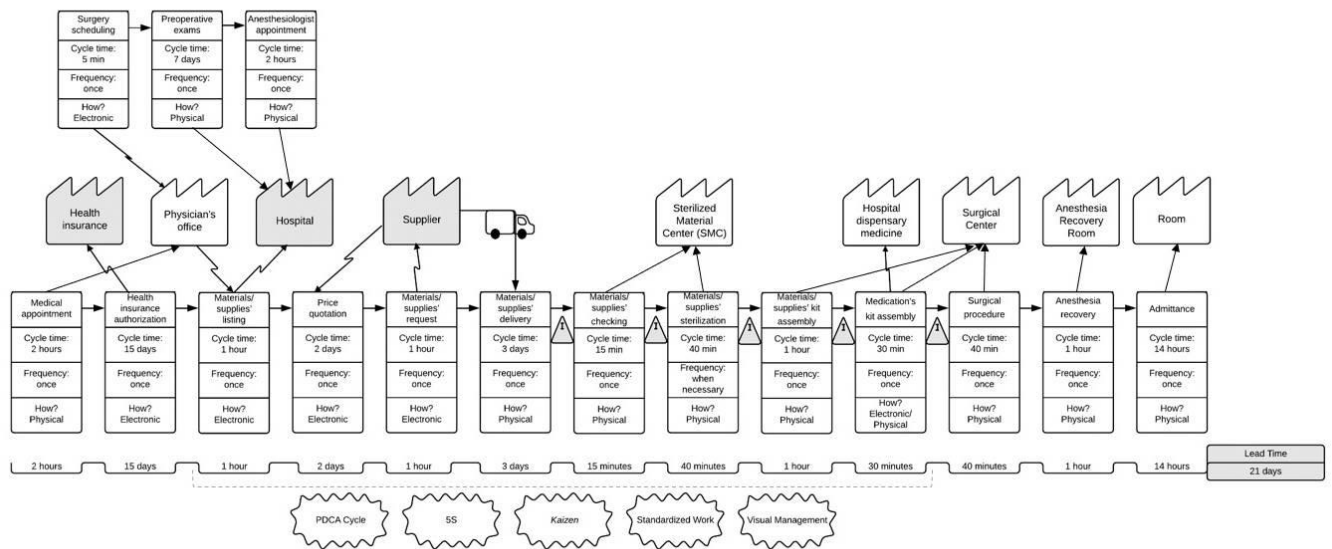 Surgery
scheduling
Cycle time:
5 min
Frequency:
once
How?
Electronic
Preoperative
exams
Cycle time:
7 days
Frequency:
once
How?
Physical
Anesthesiologist
appointment
Cycle time:
2 hours
Frequency:
once
How?
Physical
Health
insurance
Physician's
office
Hospital
Supplier
Sterilized
Material
Center (SMC)
Hospital
dispensary
medicine
Surgical
Center
Anesthesia
Recovery
Room
Room
Medical
appointment
Cycle time:
2 hours
Frequency:
once
How?
Physical
Health
insurance
authorization
Cycle time:
15 days
Frequency:
once
How?
Electronic
Materials/
supplies'
listing
Cycle time:
1 hour
Frequency:
once
How?
Electronic
Price
quotation
Cycle time:
2 days
Frequency:
once
How?
Electronic
Materials/
supplies'
request
Cycle time:
1 hour
Frequency:
once
How?
Electronic
Materials/
supplies'
delivery
Cycle time:
3 days
Frequency:
once
How?
Physical
I
Materials/
supplies'
checking
Cycle time:
15 min
Frequency:
once
How?
Physical
I
Materials/
supplies'
sterilization
Cycle time:
40 min
Frequency:
when
necessary
How?
Physical
I
Materials/
supplies' kit
assembly
Cycle time:
1 hour
Frequency:
once
How?
Physical
I
Medication's
kit assembly
Cycle time:
30 min
Frequency:
once
How?
Electronic/
Physical
I
Surgical
procedure
Cycle time:
40 min
Frequency:
once
How?
Physical
Anesthesia
recovery
Cycle time:
1 hour
Frequency:
once
How?
Physical
Admittance
Cycle time:
14 hours
Frequency:
once
How?
Physical
2 hours
15 days
1 hour
2 days
1 hour
3 days
15 minutes
40 minutes
1 hour
30 minutes
40 minutes
1 hour
14 hours
Lead Time
21 days
PDCA Cycle
5S
Kaizen
Standardized Work
Visual Management